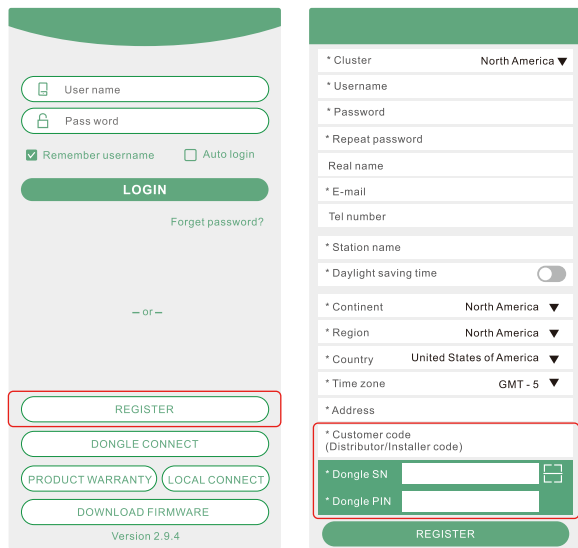 User name
Pass word
Remember username
Auto login
LOGIN
Forget password?
– or –
REGISTER
DONGLE CONNECT
PRODUCT WARRANTY
LOCAL CONNECT
DOWNLOAD FIRMWARE
Version 2.9.4
* Cluster North America ▼
* Username
* Password
* Repeat password
Real name
* E-mail
Tel number
* Station name
* Daylight saving time
* Continent North America ▼
* Region North America ▼
* Country United States of America ▼
* Time zone GMT - 5 ▼
* Address
* Customer code
(Distributor/Installer code)
* Dongle SN
* Dongle PIN
REGISTER